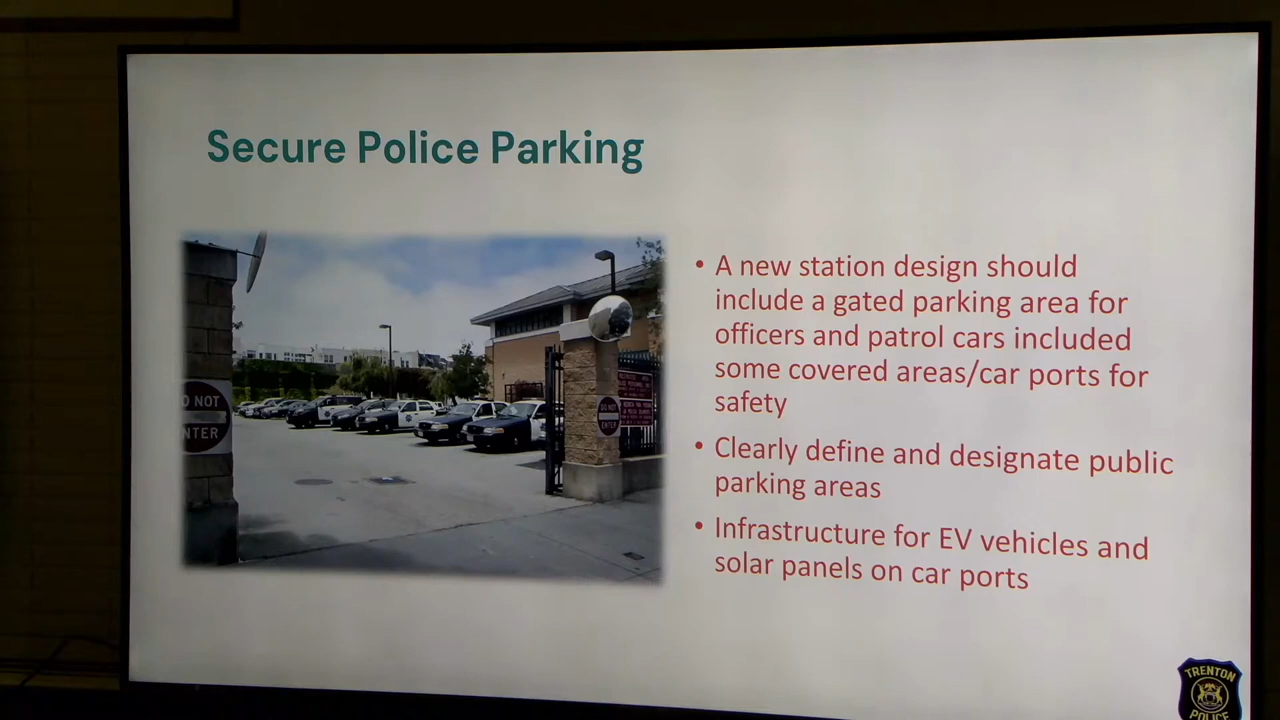 Secure Police Parking
• A new station design should
include a gated parking area for
officers and patrol cars included
some covered areas/car ports for
safety
• Clearly define and designate public
parking areas
• Infrastructure for EV vehicles and
solar panels on car ports
O NOT
NTER
DO NOT
ENTER
TRENTON
POLICE